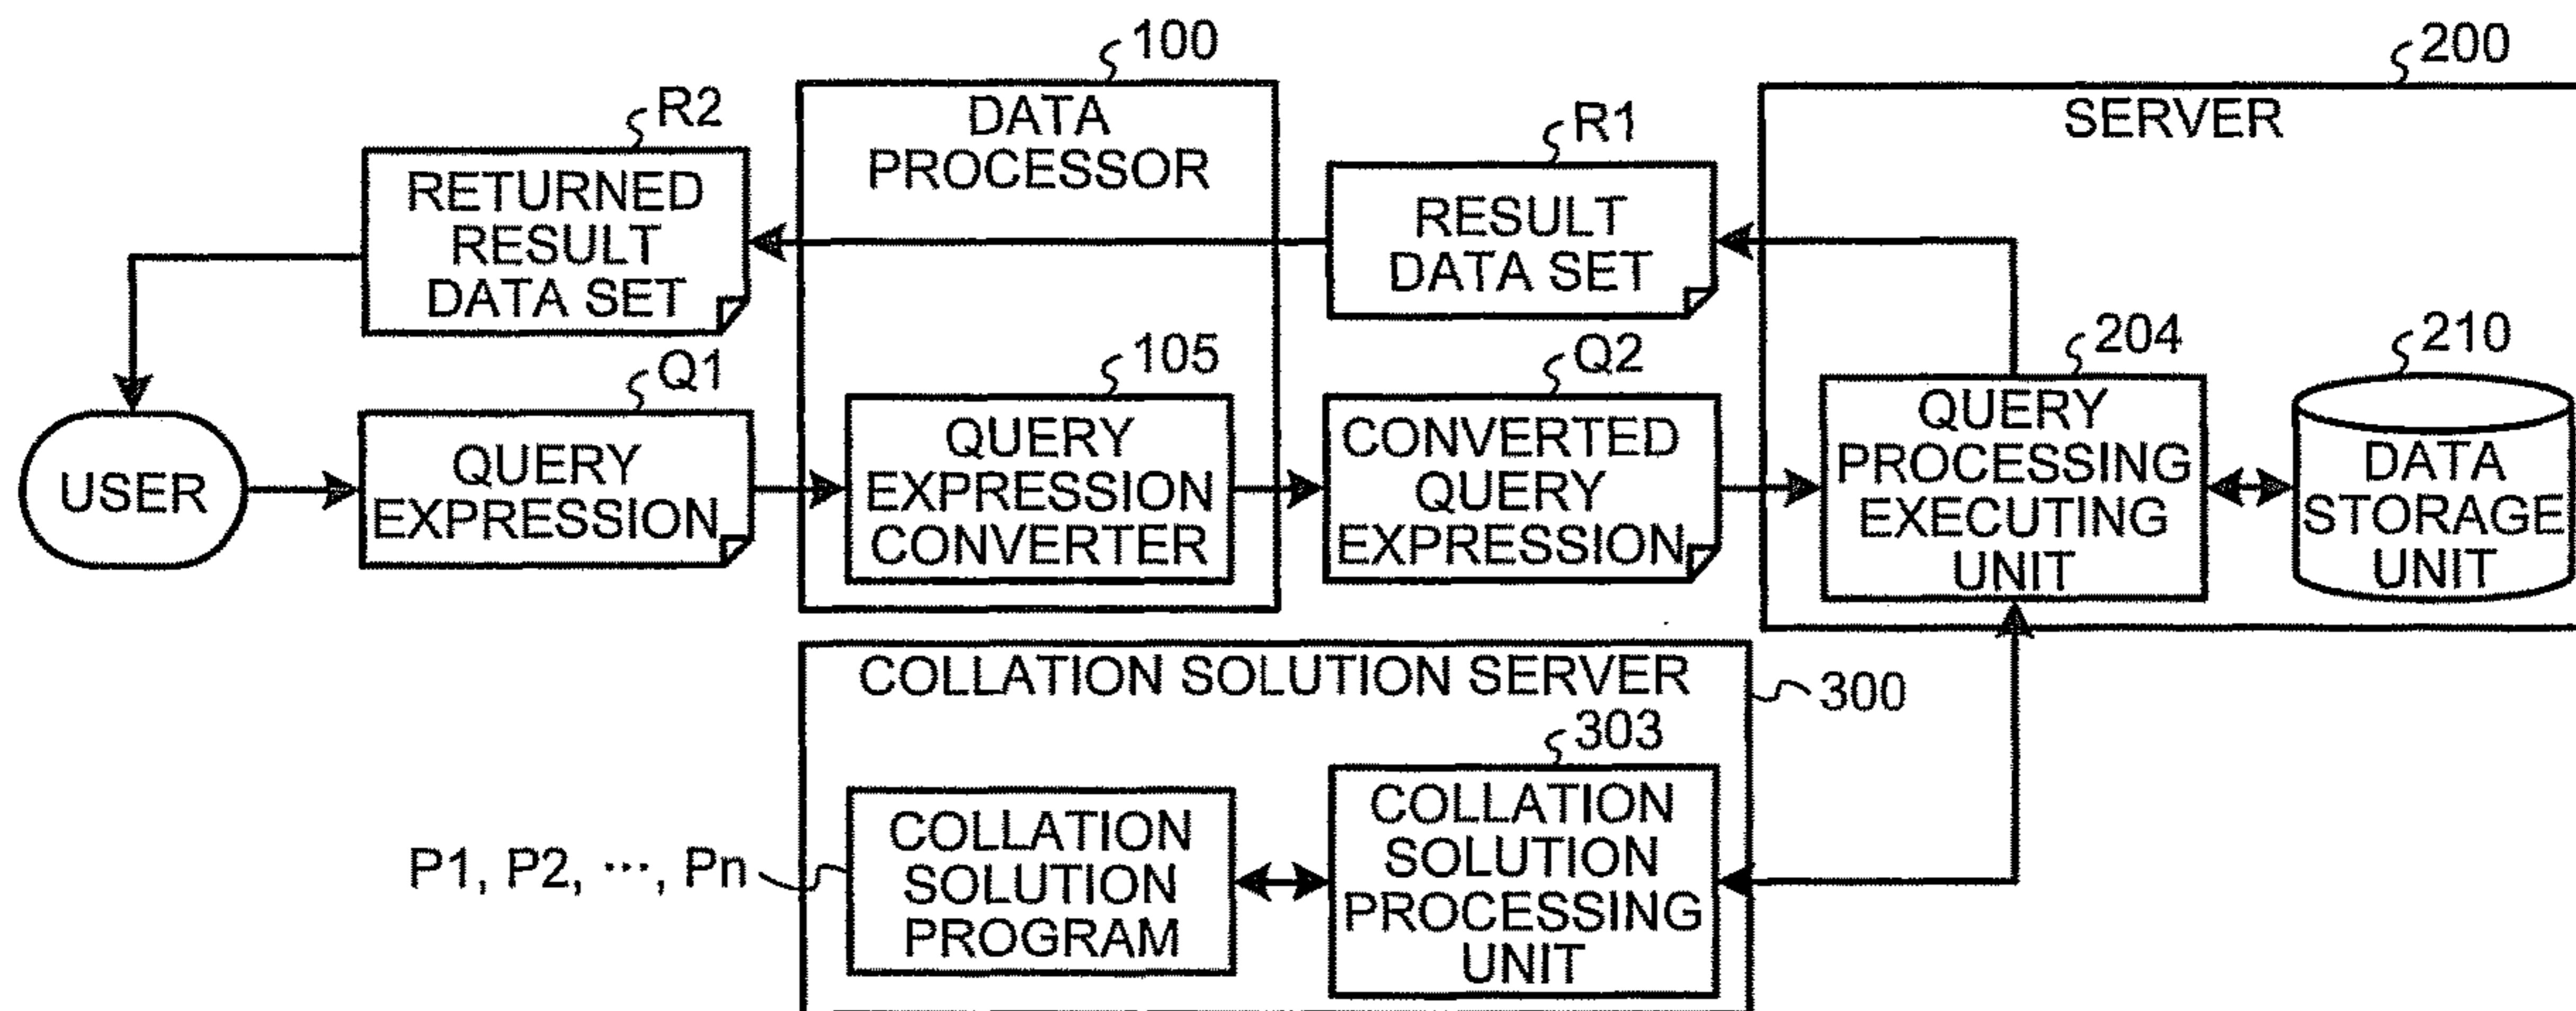 100
200
R2
DATA
PROCESSOR
R1
SERVER
RETURNED
RESULT
DATA SET
RESULT
DATA SET
Q1
105
Q2
204
210
USER
QUERY
EXPRESSION
QUERY
EXPRESSION
CONVERTER
CONVERTED
QUERY
EXPRESSION
QUERY
PROCESSING
EXECUTING
UNIT
DATA
STORAGE
UNIT
COLLATION SOLUTION SERVER
300
303
P1, P2, ···, Pn
COLLATION
SOLUTION
PROGRAM
COLLATION
SOLUTION
PROCESSING
UNIT